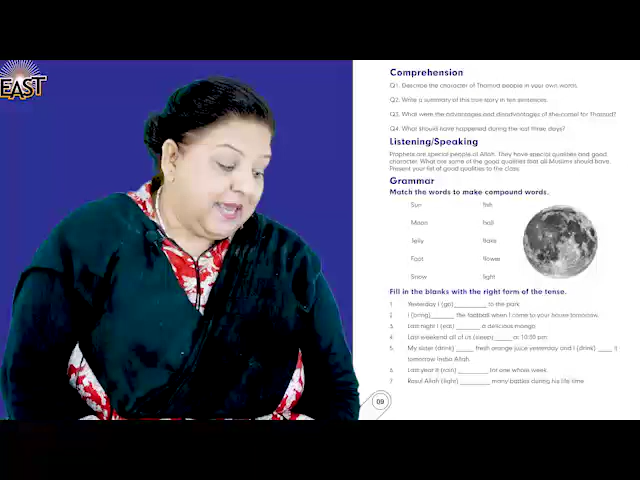 EAST
Comprehension
Q1. Describe the character of Thamud people in your own words.
Q2. Write a summary of this true story in ten sentences.
Q3. What were the advantages and disadvantages of the camel for Thamud?
Q4. What should have happened during the last three days?
Listening/Speaking
Prophets are special people of Allah. They have special qualities and good
character. What are some of the good qualities that all Muslims should have.
Present your list of good qualities to the class.
Grammar
Match the words to make compound words.
Sun fish
Moon ball
Jelly flake
Foot flower
Snow light
Fill in the blanks with the right form of the tense.
1 Yesterday I (go) ________ to the park.
2 I (bring) ______ the football when I come to your house tomorrow.
3 Last night I (eat) ______ a delicious mango.
4 Last weekend all of us (sleep) _____ at 10:30 pm
5 My sister (drink) _____ fresh orange juice yesterday and I (drink) ____ it
tomorrow Insha Allah.
6 Last year it (rain) ________ for one whole week.
7 Rasul Allah (fight) ________ many battles during his life time
09